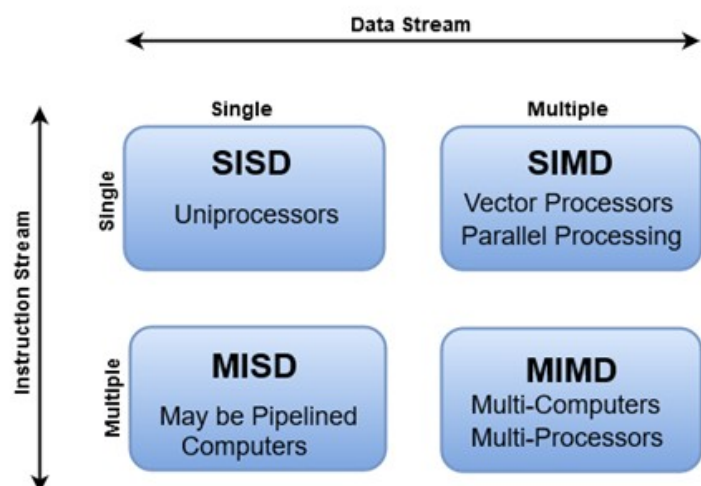 Data Stream
Single
Multiple
Instruction Stream
SIngle
SISD
Uniprocessors
SIMD
Vector Processors
Parallel Processing
Multiple
MISD
May be Pipelined
Computers
MIMD
Multi-Computers
Multi-Processors